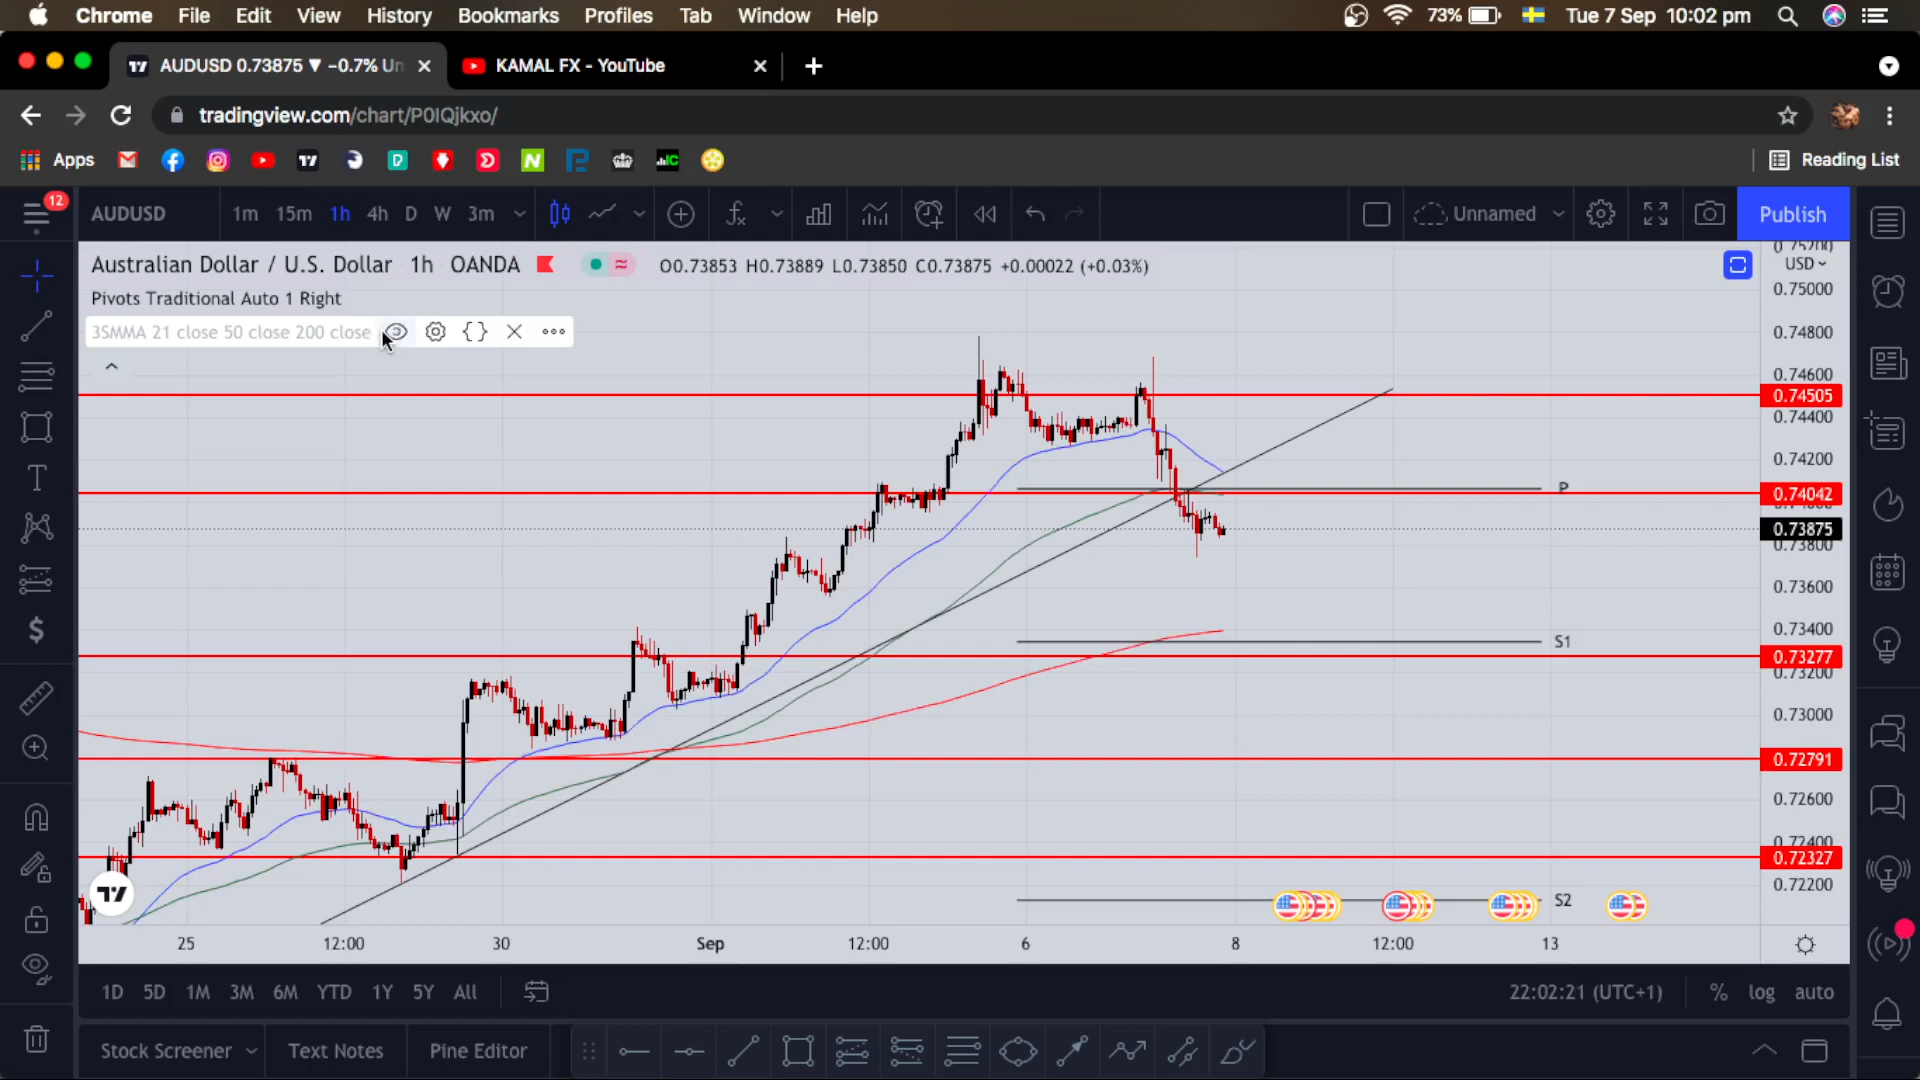 Chrome File Edit View History Bookmarks Profiles Tab Window Help 73% Tue 7 Sep 10:02 pm
AUDUSD 0.73875 ▼ −0.7% Un
KAMAL FX - YouTube
tradingview.com/chart/P0IQjkxo/
Apps
Reading List
12
AUDUSD 1m 15m 1h 4h D W 3m Unnamed Publish
Australian Dollar / U.S. Dollar 1h OANDA O0.73853 H0.73889 L0.73850 C0.73875 +0.00022 (+0.03%)
Pivots Traditional Auto 1 Right
3SMMA 21 close 50 close 200 close
USD
0.75000
0.74800
0.74600
0.74505
0.74400
0.74200
P
0.74042
0.73875
0.73800
0.73600
0.73400
S1
0.73277
0.73200
0.73000
0.72791
0.72600
0.72400
0.72327
0.72200
S2
25 12:00 30 Sep 12:00 6 8 12:00 13
1D 5D 1M 3M 6M YTD 1Y 5Y All
22:02:21 (UTC+1) % log auto
Stock Screener Text Notes Pine Editor